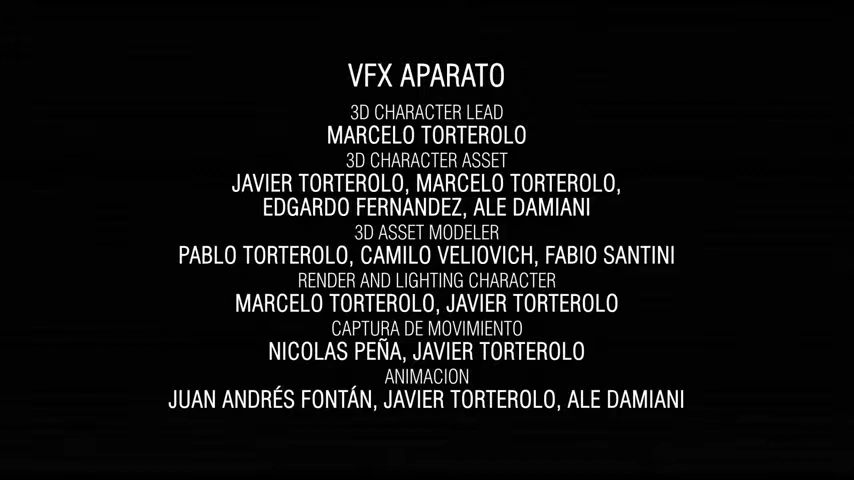 VFX APARATO
3D CHARACTER LEAD
MARCELO TORTEROLO
3D CHARACTER ASSET
JAVIER TORTEROLO, MARCELO TORTEROLO,
EDGARDO FERNANDEZ, ALE DAMIANI
3D ASSET MODELER
PABLO TORTEROLO, CAMILO VELIOVICH, FABIO SANTINI
RENDER AND LIGHTING CHARACTER
MARCELO TORTEROLO, JAVIER TORTEROLO
CAPTURA DE MOVIMIENTO
NICOLAS PEÑA, JAVIER TORTEROLO
ANIMACION
JUAN ANDRÉS FONTÁN, JAVIER TORTEROLO, ALE DAMIANI